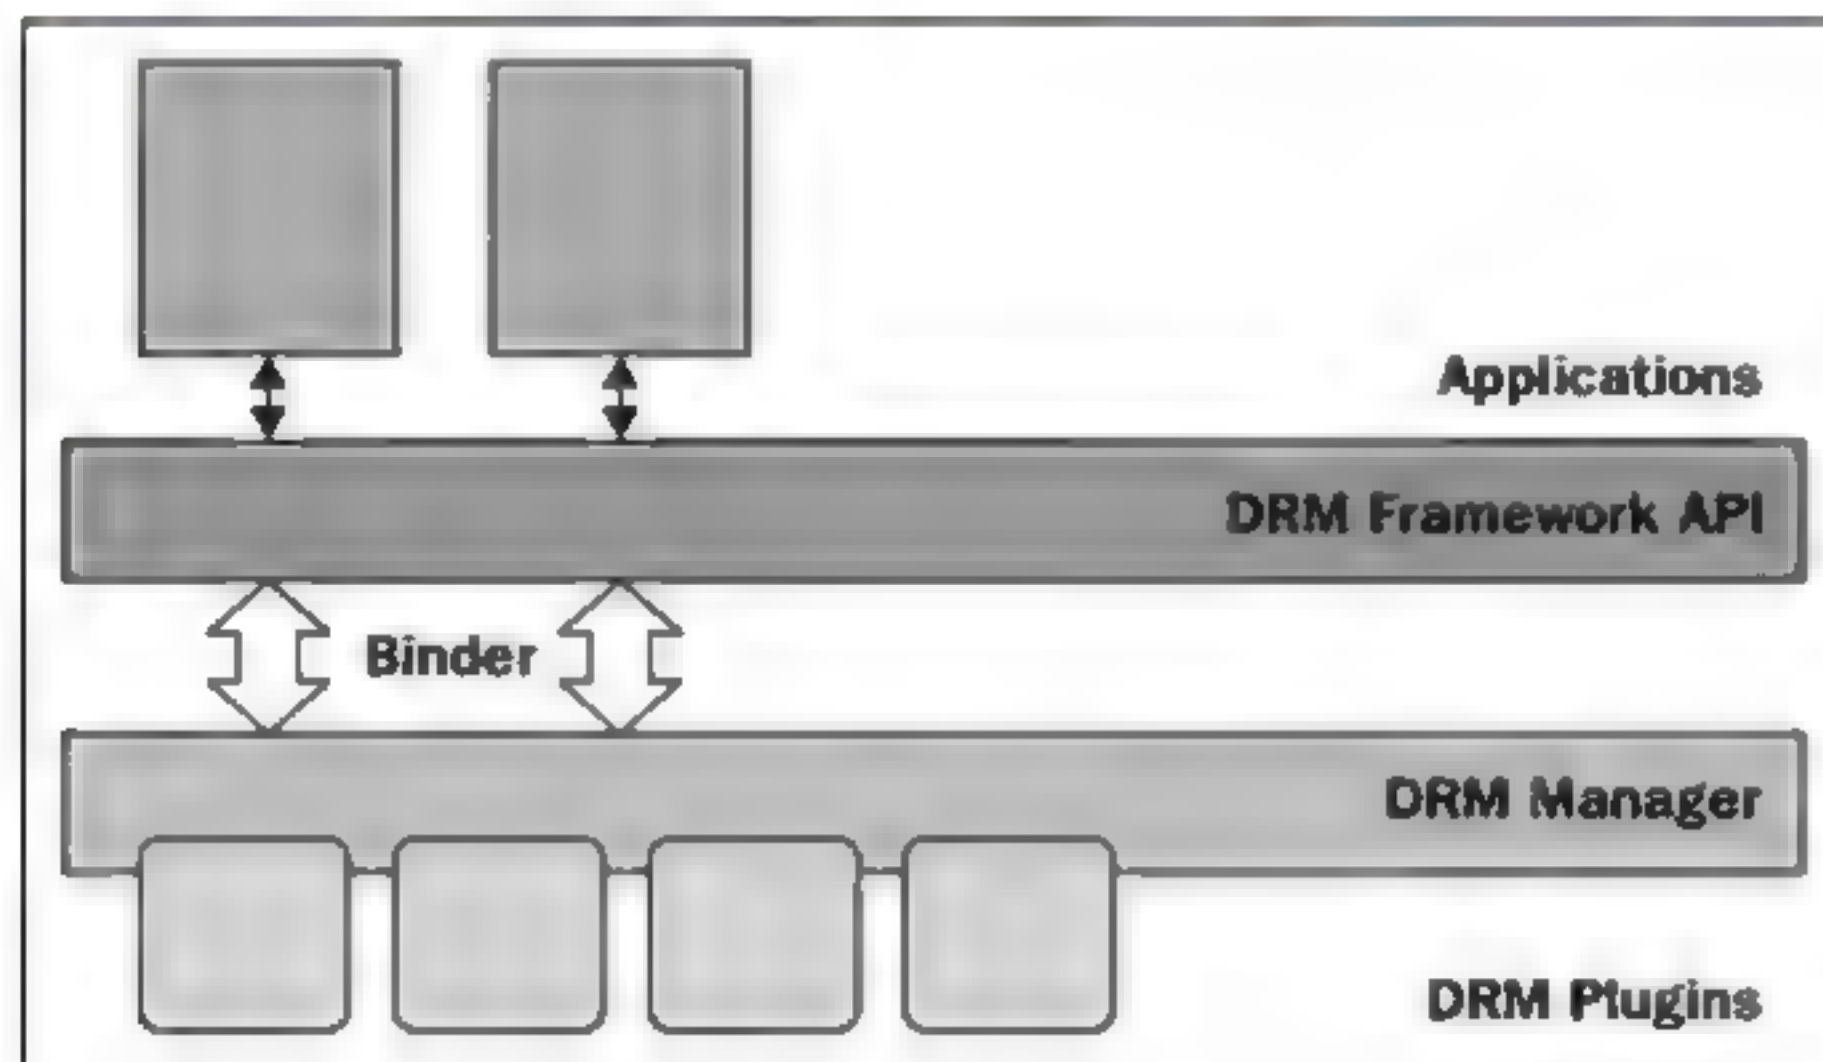 Applications
DRM Framework API
Binder
DRM Manager
DRM Plugins